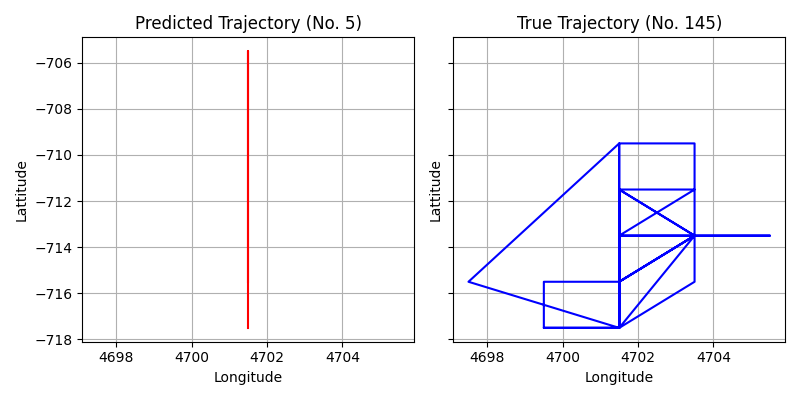 Predicted Trajectory (No. 5)
True Trajectory (No. 145)
Lattitude
−706
−708
−710
−712
−714
−716
−718
4698
4700
4702
4704
Longitude
Lattitude
4698
4700
4702
4704
Longitude